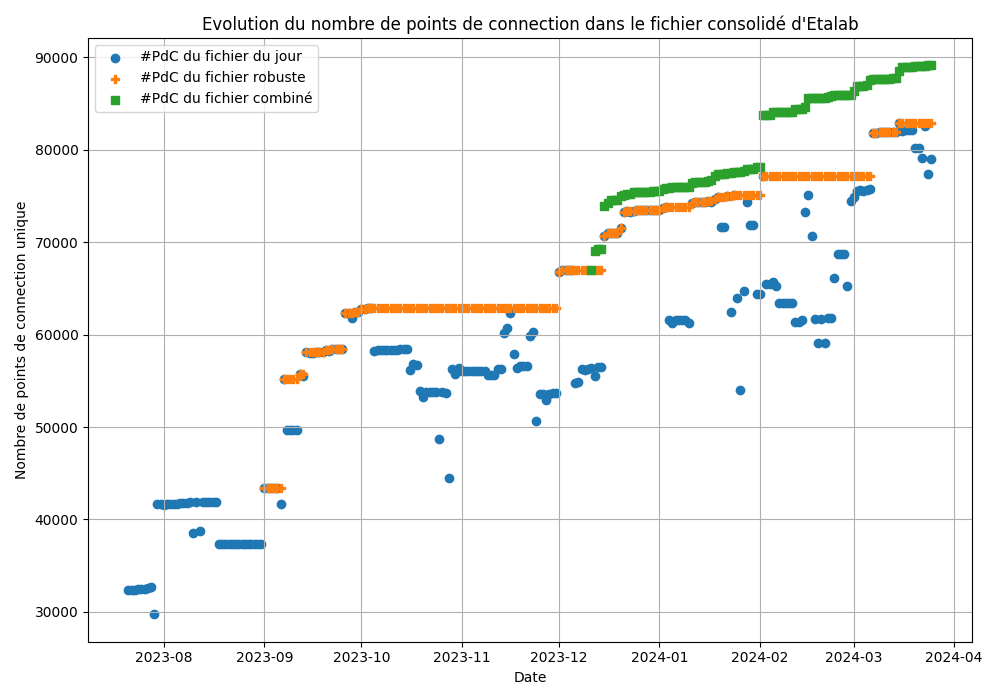 Evolution du nombre de points de connection dans le fichier consolidé d'Etalab
#PdC du fichier du jour
#PdC du fichier robuste
#PdC du fichier combiné
90000
80000
70000
60000
50000
40000
30000
Nombre de points de connection unique
2023-08
2023-09
2023-10
2023-11
2023-12
2024-01
2024-02
2024-03
2024-04
Date